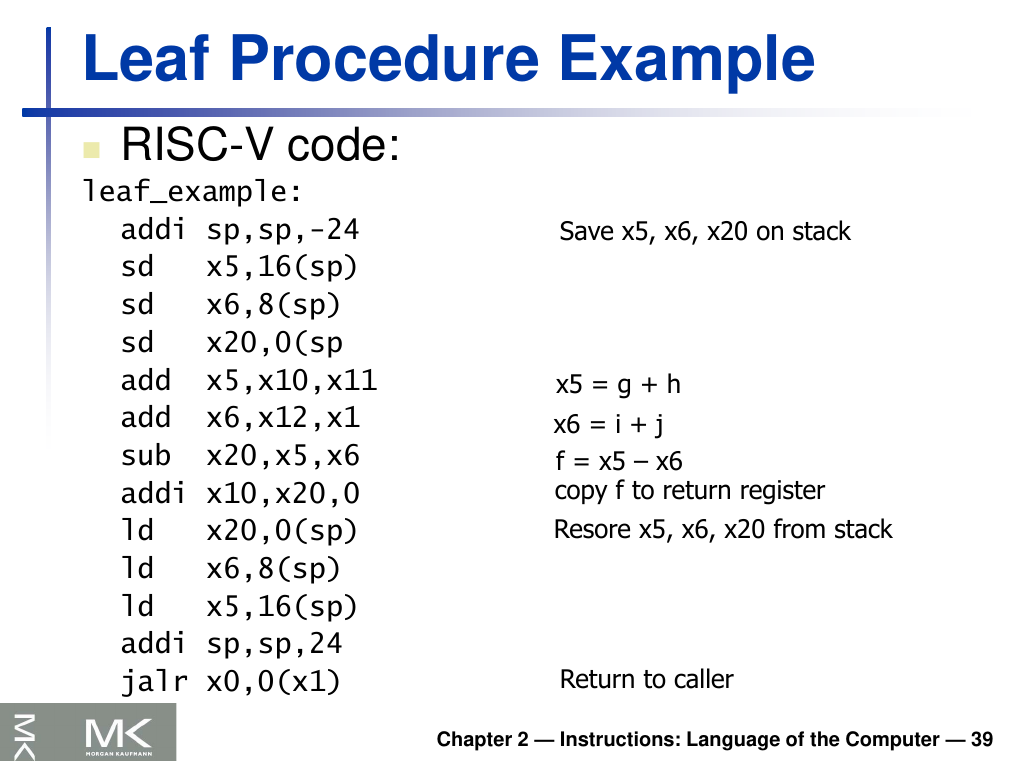 Leaf Procedure Example
RISC-V code:
leaf_example:
addi sp,sp,-24 Save x5, x6, x20 on stack
sd x5,16(sp)
sd x6,8(sp)
sd x20,0(sp
add x5,x10,x11 x5 = g + h
add x6,x12,x1 x6 = i + j
sub x20,x5,x6 f = x5 – x6
addi x10,x20,0 copy f to return register
ld x20,0(sp) Resore x5, x6, x20 from stack
ld x6,8(sp)
ld x5,16(sp)
addi sp,sp,24
jalr x0,0(x1) Return to caller
MK
MK
MORGAN KAUFMANN
Chapter 2 — Instructions: Language of the Computer — 39